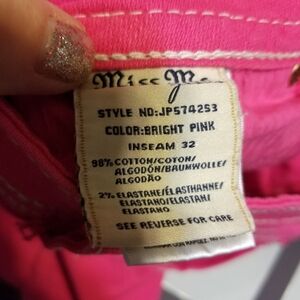 Miss Me
STYLE NO:JP574253
COLOR:BRIGHT PINK
INSEAM 32
98% COTTON/COTON/
ALGODÓN/BAUMWOLLE/
ALGODÃO
2% ELASTANE/ÉLASTHANNE/
ELASTANO/ELASTAN/
ELASTANO
SEE REVERSE FOR CARE